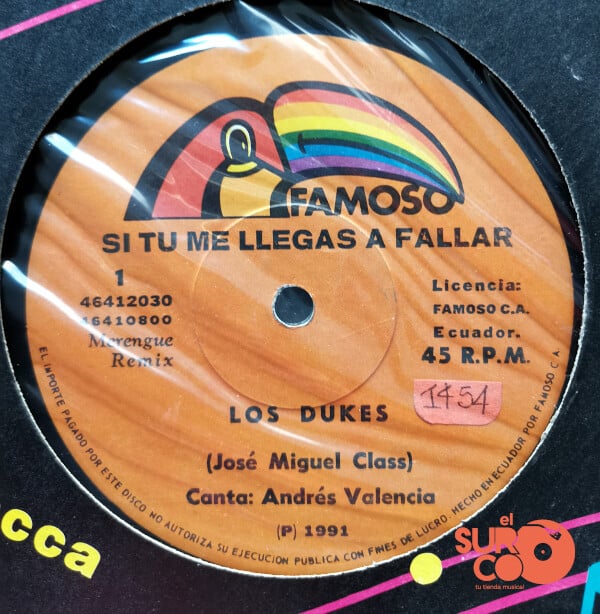 FAMOSO
SI TU ME LLEGAS A FALLAR
1
46412030
46410800
Merengue
Remix
Licencia:
FAMOSO C.A.
Ecuador.
45 R.P.M.
1454
LOS DUKES
(José Miguel Class)
Canta: Andrés Valencia
(P) 1991
EL IMPORTE PAGADO POR ESTE DISCO NO AUTORIZA SU EJECUCION PUBLICA CON FINES DE LUCRO. HECHO EN ECUADOR POR FAMOSO C A.
cca
el
SURCO
tu tienda musical